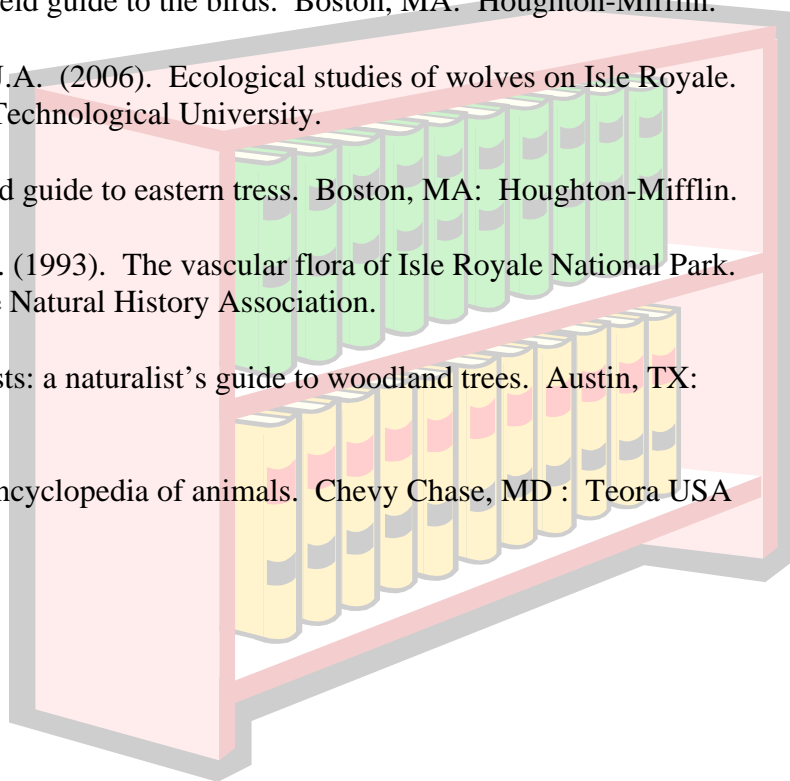 eld guide to the birds. Boston, MA: Houghton-Mifflin.
J.A. (2006). Ecological studies of wolves on Isle Royale.
Technological University.
d guide to eastern tress. Boston, MA: Houghton-Mifflin.
. (1993). The vascular flora of Isle Royale National Park.
e Natural History Association.
sts: a naturalist’s guide to woodland trees. Austin, TX:
ncyclopedia of animals. Chevy Chase, MD : Teora USA